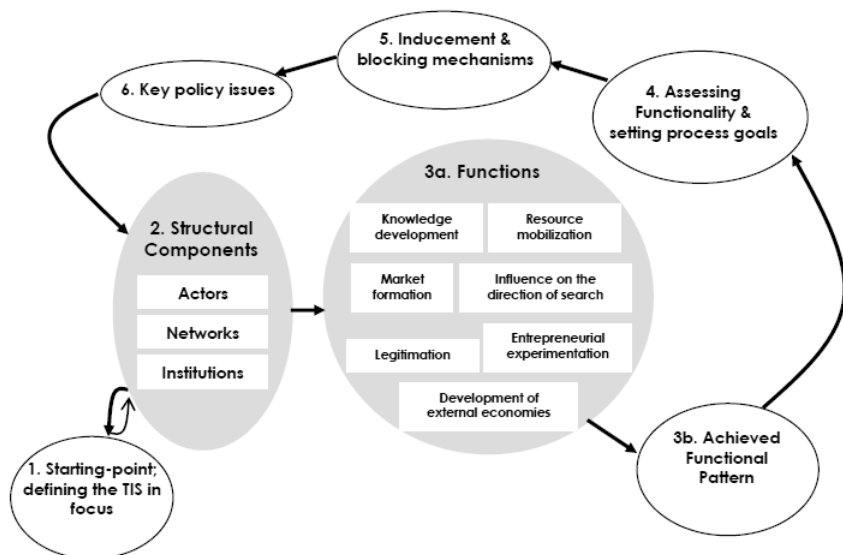 5. Inducement &
blocking mechanisms
6. Key policy issues
4. Assessing
Functionality &
setting process goals
3a. Functions
Knowledge
development
Resource
mobilization
2. Structural
Components
Market
formation
Influence on the
direction of search
Actors
Networks
Entrepreneurial
experimentation
Legitimation
Institutions
Development of
external economies
3b. Achieved
Functional
Pattern
1. Starting-point;
defining the TIS in
focus